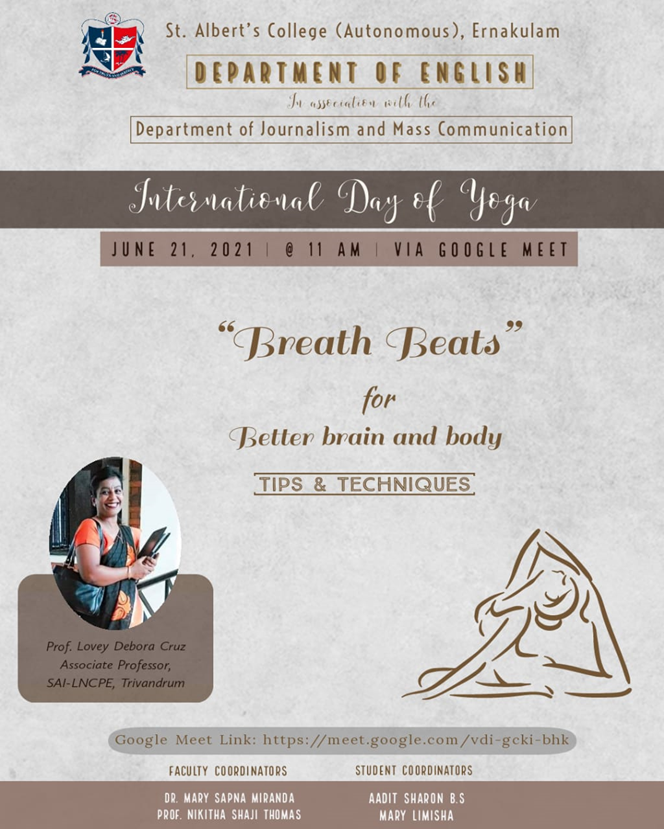 St. Albert's College (Autonomous), Ernakulam
DEPARTMENT OF ENGLISH
In association with the
Department of Journalism and Mass Communication
International Day of Yoga
JUNE 21, 2021 | @ 11 AM | VIA GOOGLE MEET
“Breath Beats”
for
Better brain and body
TIPS & TECHNIQUES
Prof. Lovey Debora Cruz
Associate Professor,
SAI-LNCPE, Trivandrum
Google Meet Link: https://meet.google.com/vdi-gcki-bhk
FACULTY COORDINATORS
DR. MARY SAPNA MIRANDA
PROF. NIKITHA SHAJI THOMAS
STUDENT COORDINATORS
AADIT SHARON B.S
MARY LIMISHA